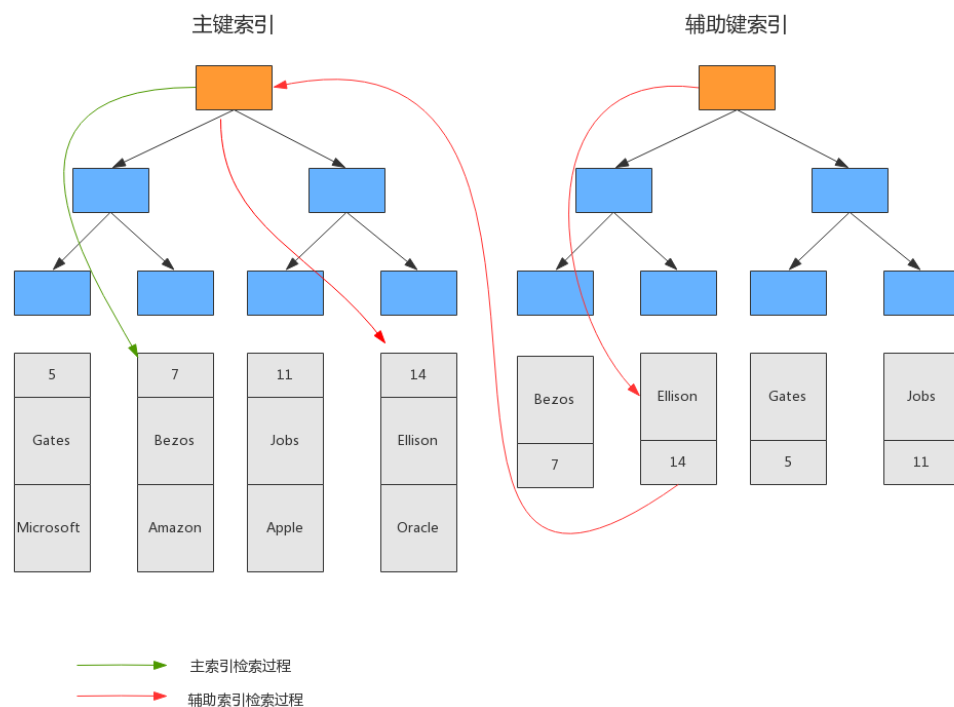 主键索引
辅助键索引
5
7
11
14
Gates
Bezos
Jobs
Ellison
Microsoft
Amazon
Apple
Oracle
Bezos
Ellison
Gates
Jobs
7
14
5
11
主索引检索过程
辅助索引检索过程